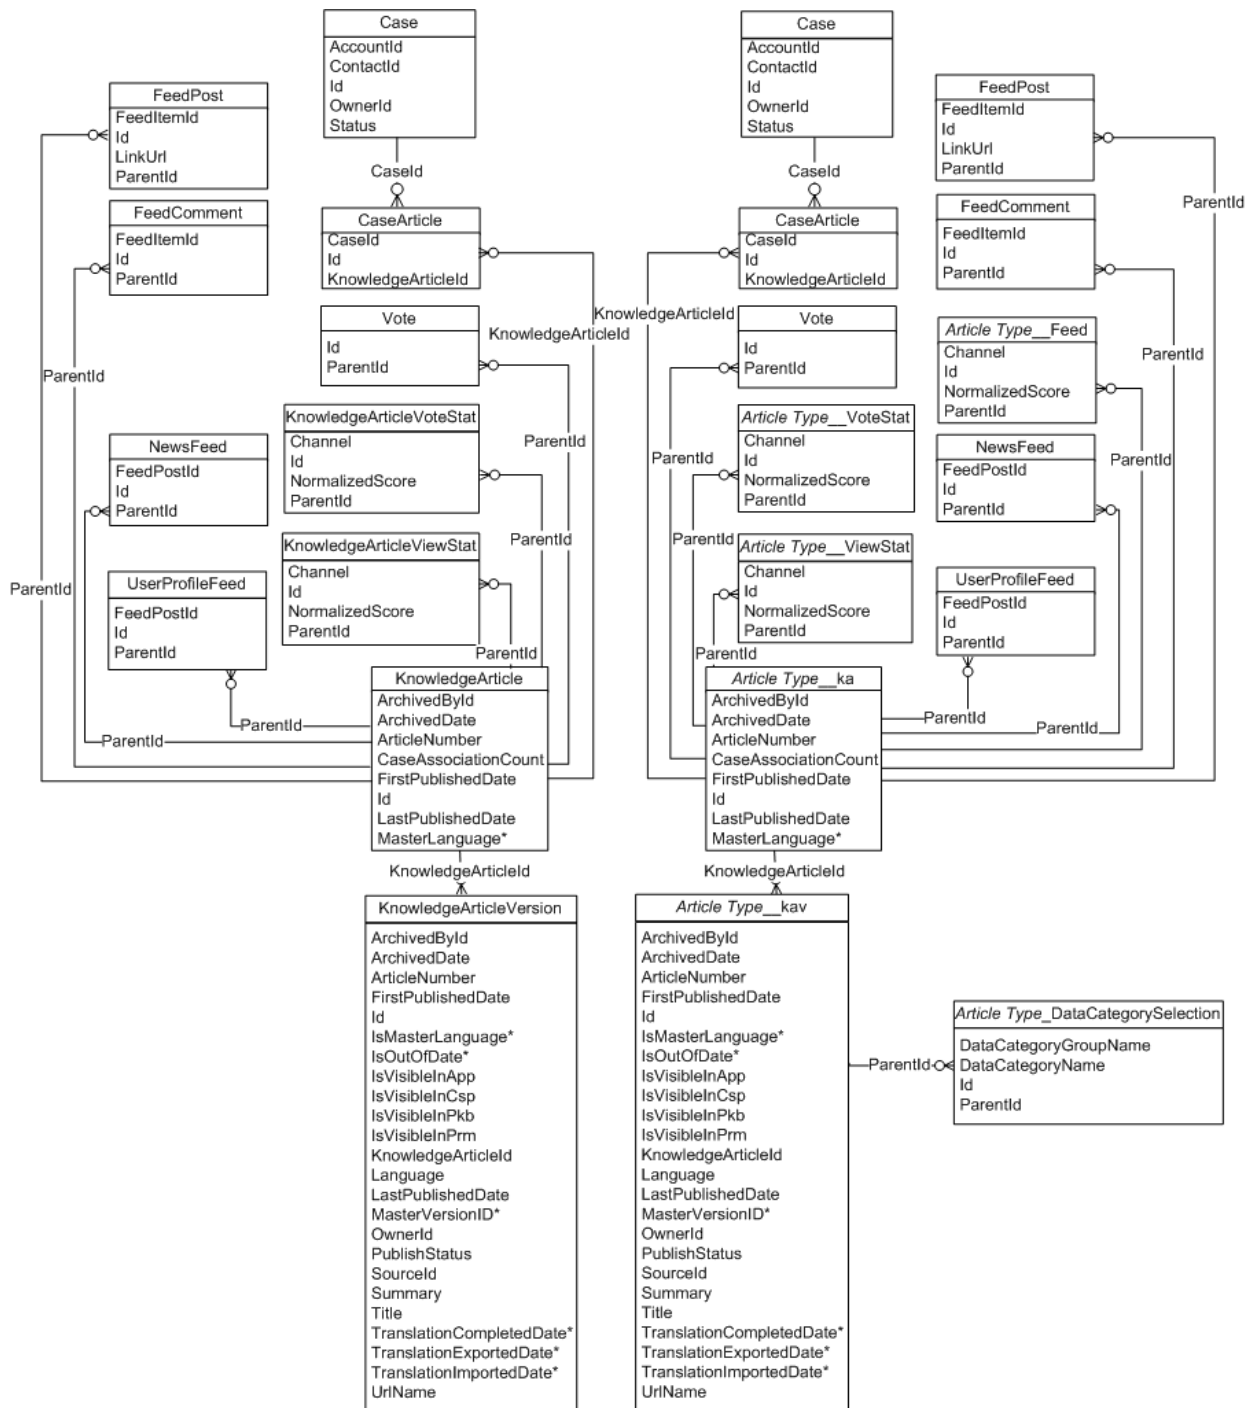 Case
AccountId
ContactId
Id
OwnerId
Status
CaseId
FeedPost
FeedItemId
Id
LinkUrl
ParentId
FeedComment
FeedItemId
Id
ParentId
CaseArticle
CaseId
Id
KnowledgeArticleId
Vote
Id
ParentId
KnowledgeArticleId
ParentId
KnowledgeArticleVoteStat
Channel
Id
NormalizedScore
ParentId
ParentId
NewsFeed
FeedPostId
Id
ParentId
ParentId
KnowledgeArticleViewStat
Channel
Id
NormalizedScore
ParentId
ParentId
UserProfileFeed
FeedPostId
Id
ParentId
ParentId
ParentId
ParentId
KnowledgeArticle
ArchivedById
ArchivedDate
ArticleNumber
CaseAssociationCount
FirstPublishedDate
Id
LastPublishedDate
MasterLanguage*
KnowledgeArticleId
KnowledgeArticleVersion
ArchivedById
ArchivedDate
ArticleNumber
FirstPublishedDate
Id
IsMasterLanguage*
IsOutOfDate*
IsVisibleInApp
IsVisibleInCsp
IsVisibleInPkb
IsVisibleInPrm
KnowledgeArticleId
Language
LastPublishedDate
MasterVersionID*
OwnerId
PublishStatus
SourceId
Summary
Title
TranslationCompletedDate*
TranslationExportedDate*
TranslationImportedDate*
UrlName
Case
AccountId
ContactId
Id
OwnerId
Status
CaseId
FeedPost
FeedItemId
Id
LinkUrl
ParentId
ParentId
CaseArticle
CaseId
Id
KnowledgeArticleId
FeedComment
FeedItemId
Id
ParentId
KnowledgeArticleId
Vote
Id
ParentId
Article Type__Feed
Channel
Id
NormalizedScore
ParentId
ParentId
Article Type__VoteStat
Channel
Id
NormalizedScore
ParentId
ParentId
NewsFeed
FeedPostId
Id
ParentId
ParentId
Article Type__ViewStat
Channel
Id
NormalizedScore
ParentId
ParentId
ParentId
UserProfileFeed
FeedPostId
Id
ParentId
ParentId
Article Type__ka
ArchivedById
ArchivedDate
ArticleNumber
CaseAssociationCount
FirstPublishedDate
Id
LastPublishedDate
MasterLanguage*
KnowledgeArticleId
Article Type__kav
ArchivedById
ArchivedDate
ArticleNumber
FirstPublishedDate
Id
IsMasterLanguage*
IsOutOfDate*
IsVisibleInApp
IsVisibleInCsp
IsVisibleInPkb
IsVisibleInPrm
KnowledgeArticleId
Language
LastPublishedDate
MasterVersionID*
OwnerId
PublishStatus
SourceId
Summary
Title
TranslationCompletedDate*
TranslationExportedDate*
TranslationImportedDate*
UrlName
ParentId
Article Type_DataCategorySelection
DataCategoryGroupName
DataCategoryName
Id
ParentId